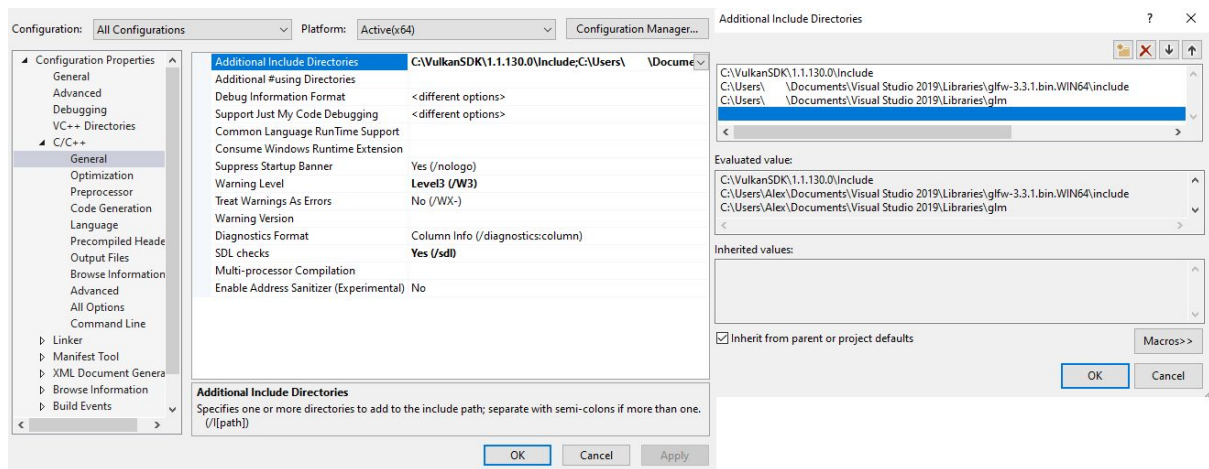 Configuration: All Configurations Platform: Active(x64) Configuration Manager...
Configuration Properties
General
Advanced
Debugging
VC++ Directories
C/C++
General
Optimization
Preprocessor
Code Generation
Language
Precompiled Heade
Output Files
Browse Information
Advanced
All Options
Command Line
Linker
Manifest Tool
XML Document Genera
Browse Information
Build Events
Additional Include Directories C:\VulkanSDK\1.1.130.0\Include;C:\Users\ \Docume
Additional #using Directories
Debug Information Format <different options>
Support Just My Code Debugging <different options>
Common Language RunTime Support
Consume Windows Runtime Extension
Suppress Startup Banner Yes (/nologo)
Warning Level Level3 (/W3)
Treat Warnings As Errors No (/WX-)
Warning Version
Diagnostics Format Column Info (/diagnostics:column)
SDL checks Yes (/sdl)
Multi-processor Compilation
Enable Address Sanitizer (Experimental) No
Additional Include Directories
Specifies one or more directories to add to the include path; separate with semi-colons if more than one.
(/I[path])
OK Cancel Apply
Additional Include Directories ?
C:\VulkanSDK\1.1.130.0\Include
C:\Users\ \Documents\Visual Studio 2019\Libraries\glfw-3.3.1.bin.WIN64\include
C:\Users\ \Documents\Visual Studio 2019\Libraries\glm
Evaluated value:
C:\VulkanSDK\1.1.130.0\Include
C:\Users\Alex\Documents\Visual Studio 2019\Libraries\glfw-3.3.1.bin.WIN64\include
C:\Users\Alex\Documents\Visual Studio 2019\Libraries\glm
Inherited values:
Inherit from parent or project defaults Macros>>
OK Cancel